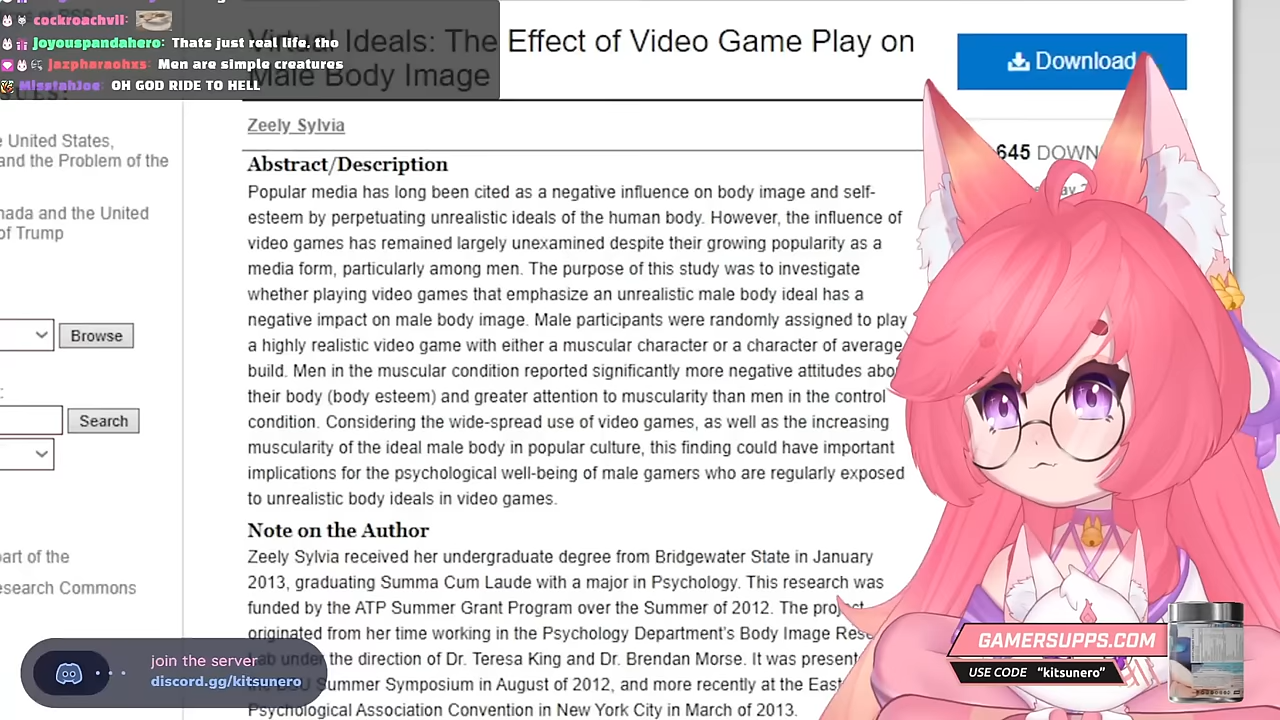 cockroachvii:
Joyouspandahero: Thats just real life, tho
jazpharaohxs: Men are simple creatures
MisstahJoe: OH GOD RIDE TO HELL
Virtual Ideals: The Effect of Video Game Play on
Male Body Image
Download
645 DOWN
Zeely Sylvia
Abstract/Description
Popular media has long been cited as a negative influence on body image and self-
esteem by perpetuating unrealistic ideals of the human body. However, the influence of
video games has remained largely unexamined despite their growing popularity as a
media form, particularly among men. The purpose of this study was to investigate
whether playing video games that emphasize an unrealistic male body ideal has a
negative impact on male body image. Male participants were randomly assigned to play
a highly realistic video game with either a muscular character or a character of average
build. Men in the muscular condition reported significantly more negative attitudes abo
their body (body esteem) and greater attention to muscularity than men in the control
condition. Considering the wide-spread use of video games, as well as the increasing
muscularity of the ideal male body in popular culture, this finding could have important
implications for the psychological well-being of male gamers who are regularly exposed
to unrealistic body ideals in video games.
Note on the Author
Zeely Sylvia received her undergraduate degree from Bridgewater State in January
2013, graduating Summa Cum Laude with a major in Psychology. This research was
funded by the ATP Summer Grant Program over the Summer of 2012. The project
originated from her time working in the Psychology Department's Body Image Rese
Lab under the direction of Dr. Teresa King and Dr. Brendan Morse. It was present
Summer Symposium in August of 2012, and more recently at the East
Psychological Association Convention in New York City in March of 2013.
e United States,
and the Problem of the
nada and the United
of Trump
Browse
Search
part of the
esearch Commons
join the server
discord.gg/kitsunero
GAMERSUPPS.COM
USE CODE "kitsunero"